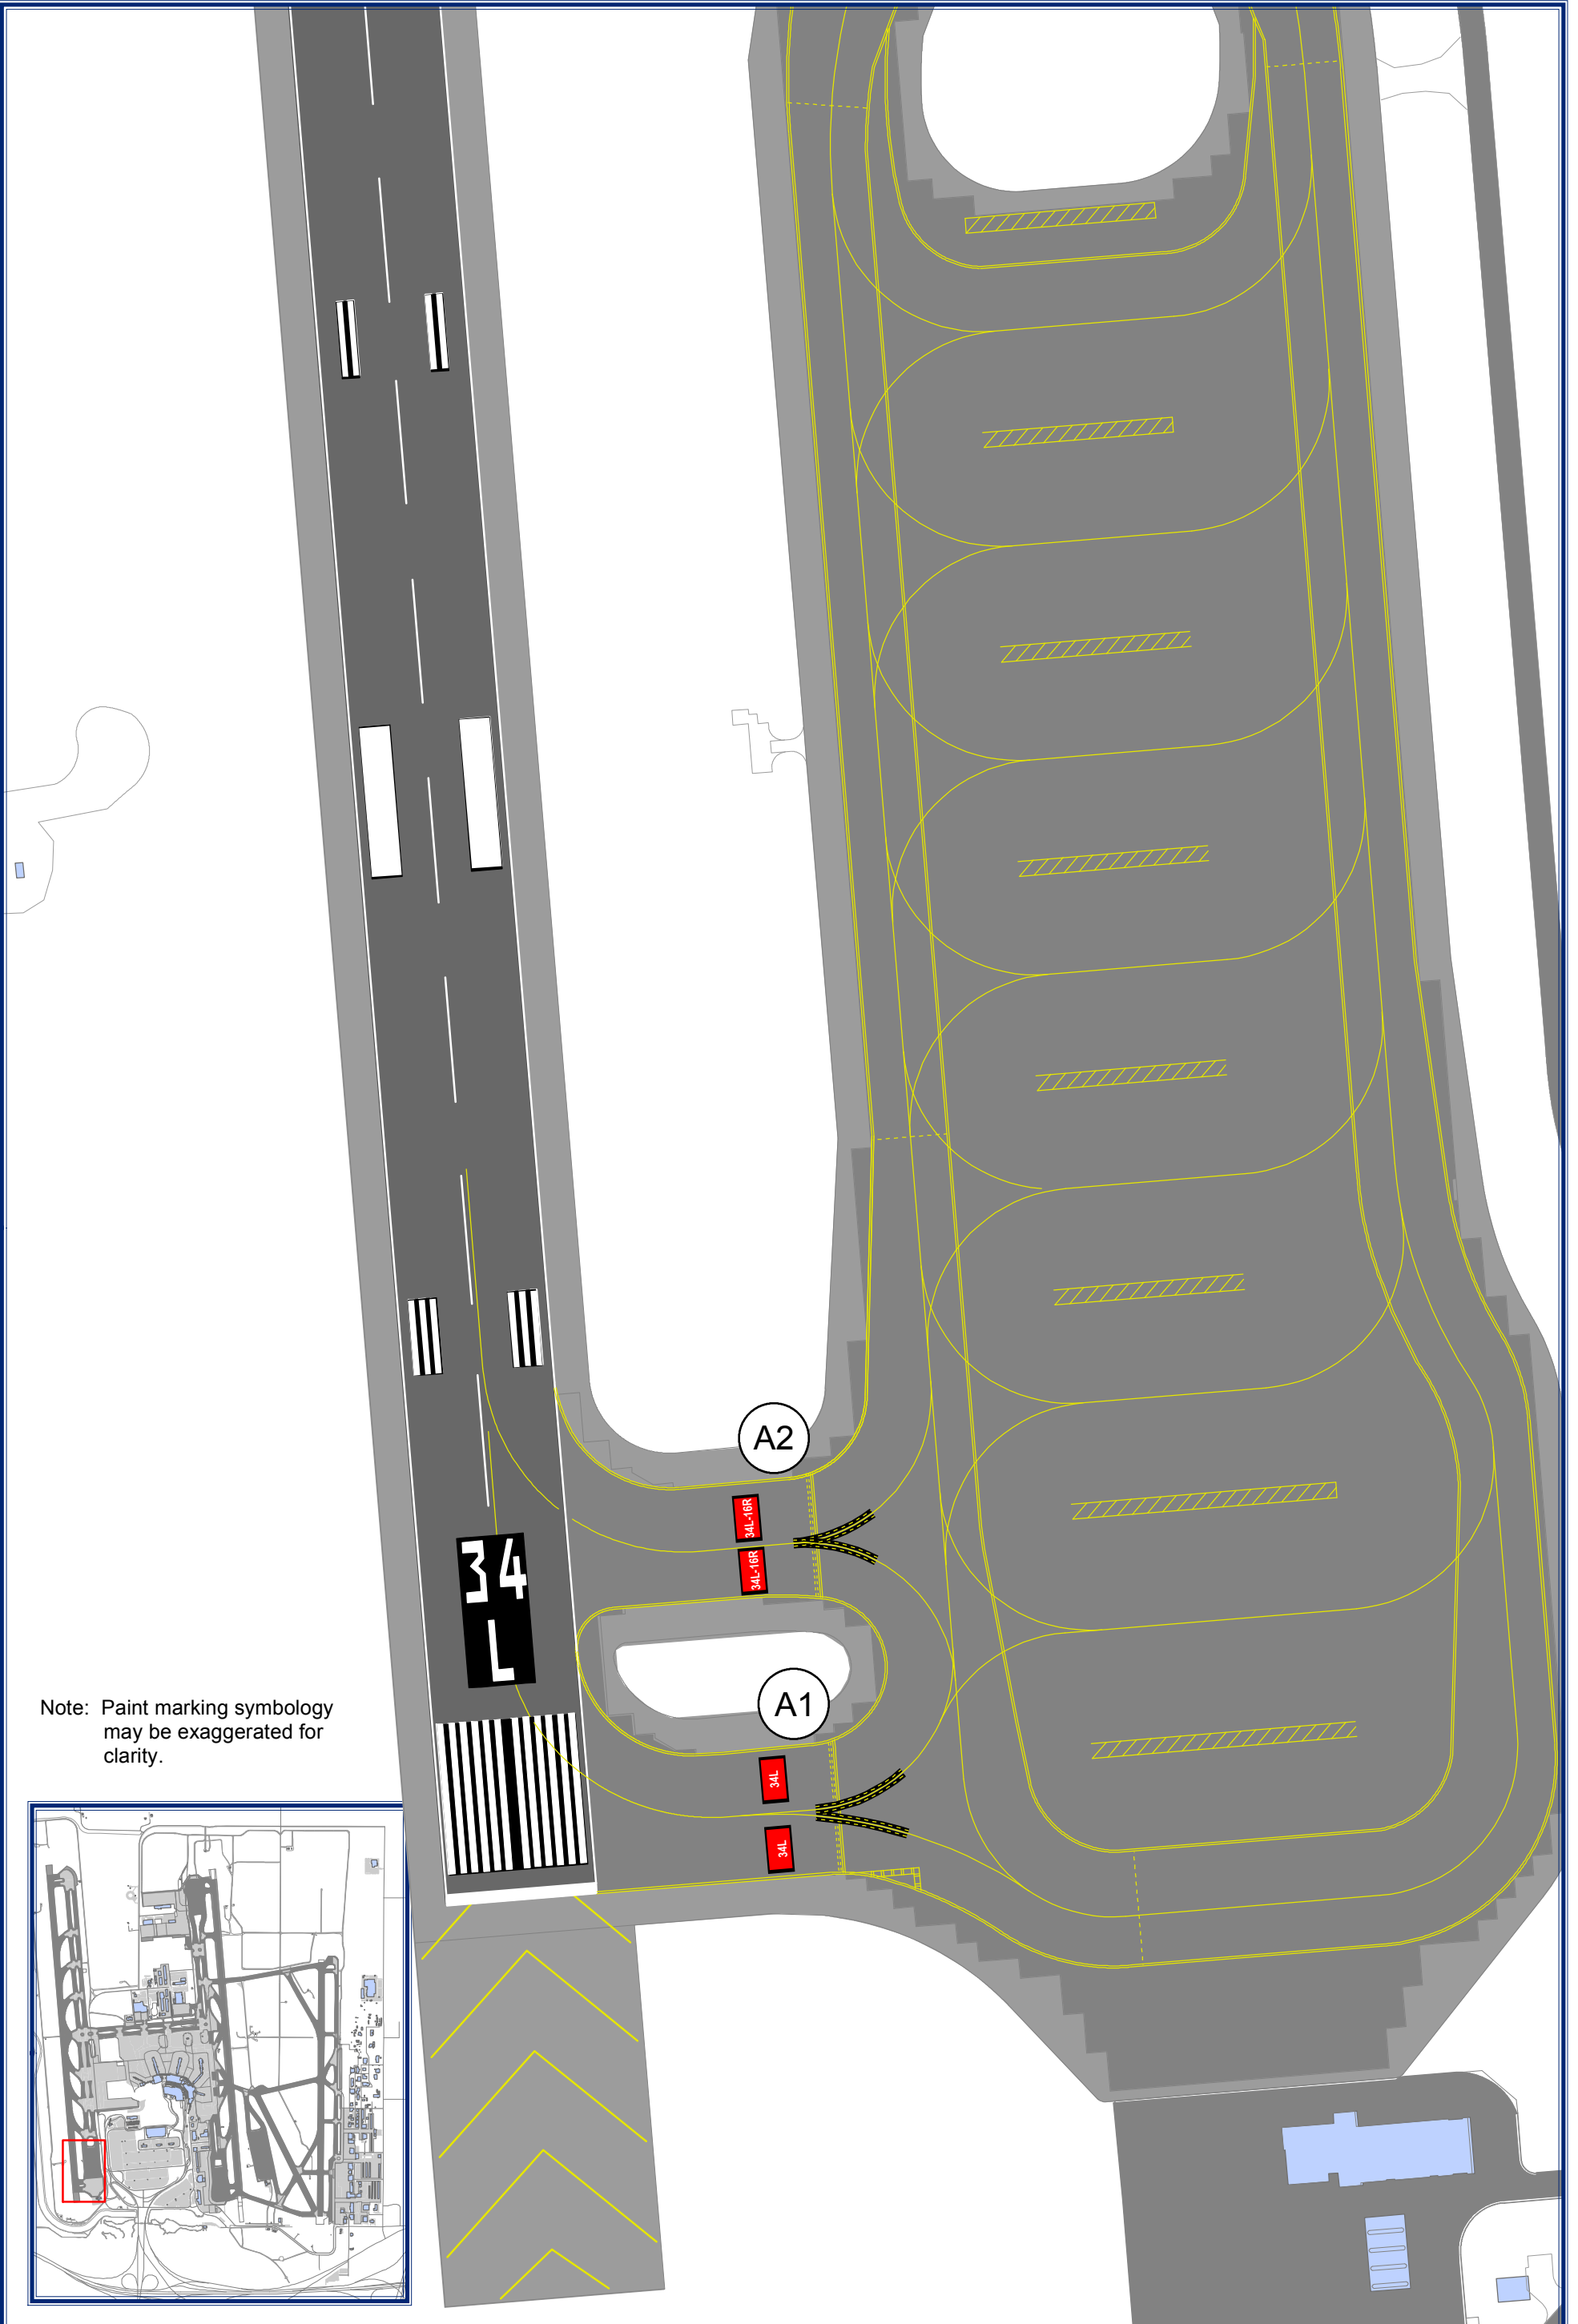 A2
34L-16R
34L-16R
34
L
A1
34L
34L
Note: Paint marking symbology
may be exaggerated for
clarity.